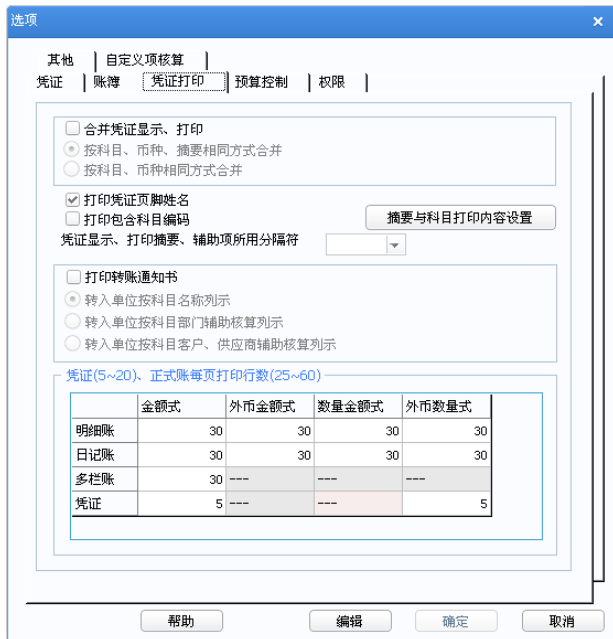 选项
其他 自定义项核算
凭证 账簿 凭证打印 预算控制 权限
合并凭证显示、打印
按科目、币种、摘要相同方式合并
按科目、币种相同方式合并
打印凭证页脚姓名
打印包含科目编码 摘要与科目打印内容设置
凭证显示、打印摘要、辅助项所用分隔符
打印转账通知书
转入单位按科目名称列示
转入单位按科目部门辅助核算列示
转入单位按科目客户、供应商辅助核算列示
凭证(5~20)、正式账每页打印行数(25~60)
金额式 外币金额式 数量金额式 外币数量式
明细账 30 30 30 30
日记账 30 30 30 30
多栏账 30 --- --- ---
凭证 5 --- --- 5
帮助 编辑 确定 取消